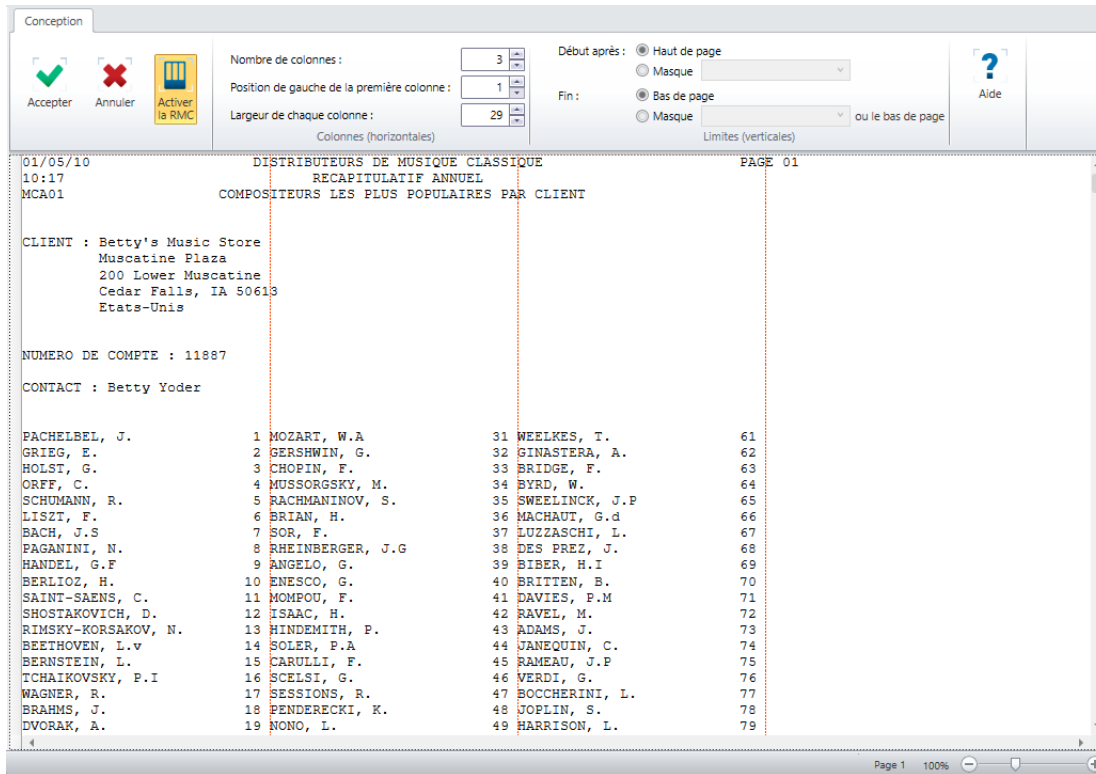 Conception
Accepter
Annuler
Activer
la RMC
Nombre de colonnes : 3
Position de gauche de la première colonne : 1
Largeur de chaque colonne : 29
Colonnes (horizontales)
Début après : Haut de page
Masque
Fin : Bas de page
Masque ou le bas de page
Limites (verticales)
?
Aide
01/05/10 DISTRIBUTEURS DE MUSIQUE CLASSIQUE PAGE 01
10:17 RECAPITULATIF ANNUEL
MCA01 COMPOSITEURS LES PLUS POPULAIRES PAR CLIENT
CLIENT : Betty's Music Store
Muscatine Plaza
200 Lower Muscatine
Cedar Falls, IA 50613
Etats-Unis
NUMERO DE COMPTE : 11887
CONTACT : Betty Yoder
PACHELBEL, J. 1 MOZART, W.A 31 WEELKES, T. 61
GRIEG, E. 2 GERSHWIN, G. 32 GINASTERA, A. 62
HOLST, G. 3 CHOPIN, F. 33 BRIDGE, F. 63
ORFF, C. 4 MUSSORGSKY, M. 34 BYRD, W. 64
SCHUMANN, R. 5 RACHMANINOV, S. 35 SWEELINCK, J.P 65
LISZT, F. 6 BRIAN, H. 36 MACHAUT, G.d 66
BACH, J.S 7 SOR, F. 37 LUZZASCHI, L. 67
PAGANINI, N. 8 RHEINBERGER, J.G 38 DES PREZ, J. 68
HANDEL, G.F 9 ANGELO, G. 39 BIBER, H.I 69
BERLIOZ, H. 10 ENESCO, G. 40 BRITTEN, B. 70
SAINT-SAENS, C. 11 MOMPOU, F. 41 DAVIES, P.M 71
SHOSTAKOVICH, D. 12 ISAAC, H. 42 RAVEL, M. 72
RIMSKY-KORSAKOV, N. 13 HINDEMITH, P. 43 ADAMS, J. 73
BEETHOVEN, L.v 14 SOLER, P.A 44 JANEQUIN, C. 74
BERNSTEIN, L. 15 CARULLI, F. 45 RAMEAU, J.P 75
TCHAIKOVSKY, P.I 16 SCELSI, G. 46 VERDI, G. 76
WAGNER, R. 17 SESSIONS, R. 47 BOCCHERINI, L. 77
BRAHMS, J. 18 PENDERECKI, K. 48 JOPLIN, S. 78
DVORAK, A. 19 NONO, L. 49 HARRISON, L. 79
Page 1 100%